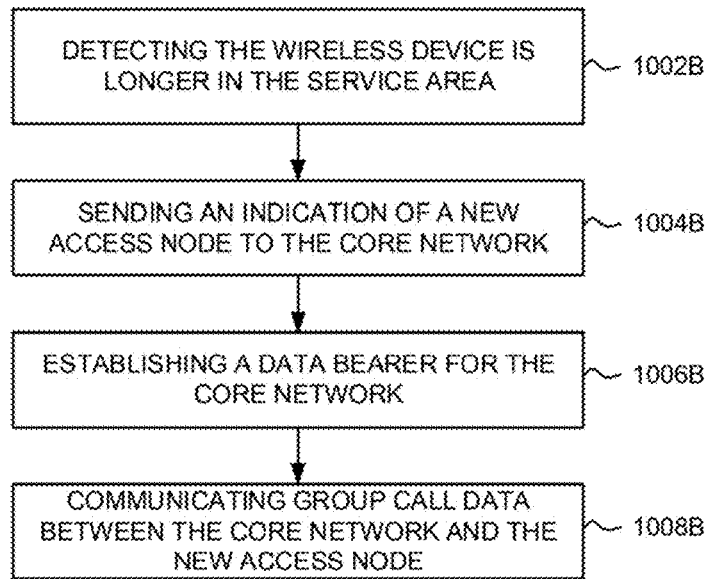 DETECTING THE WIRELESS DEVICE IS
LONGER IN THE SERVICE AREA
1002B
SENDING AN INDICATION OF A NEW
ACCESS NODE TO THE CORE NETWORK
1004B
ESTABLISHING A DATA BEARER FOR THE
CORE NETWORK
1006B
COMMUNICATING GROUP CALL DATA
BETWEEN THE CORE NETWORK AND THE
NEW ACCESS NODE
1008B